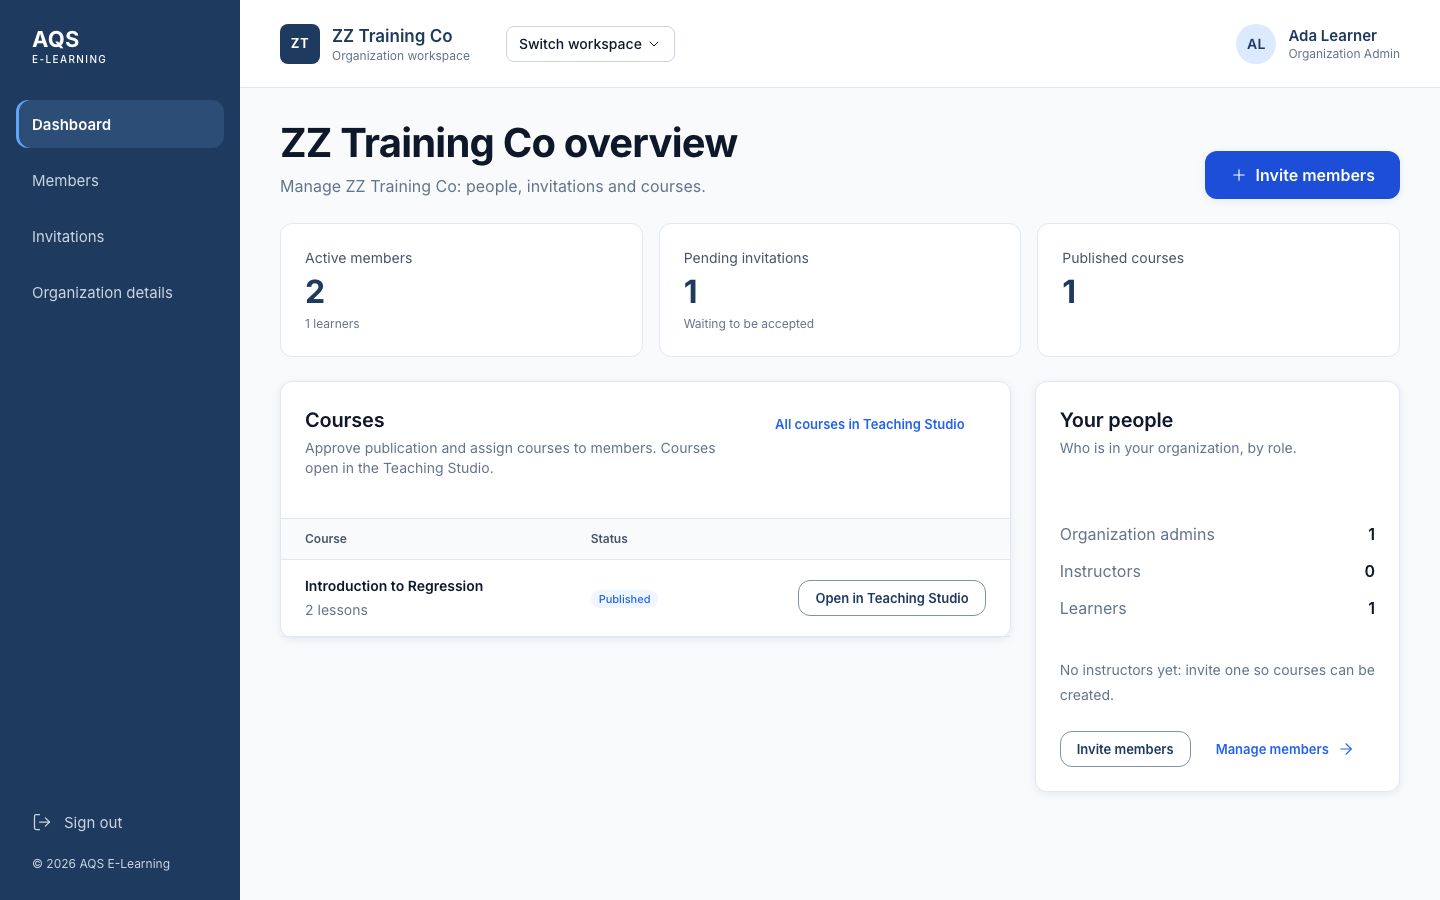 AQS
E-LEARNING
Dashboard
Members
Invitations
Organization details
Sign out
© 2026 AQS E-Learning
ZT
ZZ Training Co
Organization workspace
Switch workspace
AL
Ada Learner
Organization Admin
ZZ Training Co overview
Manage ZZ Training Co: people, invitations and courses.
Invite members
Active members
2
1 learners
Pending invitations
1
Waiting to be accepted
Published courses
1
Courses
Approve publication and assign courses to members. Courses
open in the Teaching Studio.
All courses in Teaching Studio
Course Status
Introduction to Regression
2 lessons
Published
Open in Teaching Studio
Your people
Who is in your organization, by role.
Organization admins 1
Instructors 0
Learners 1
No instructors yet: invite one so courses can be
created.
Invite members
Manage members